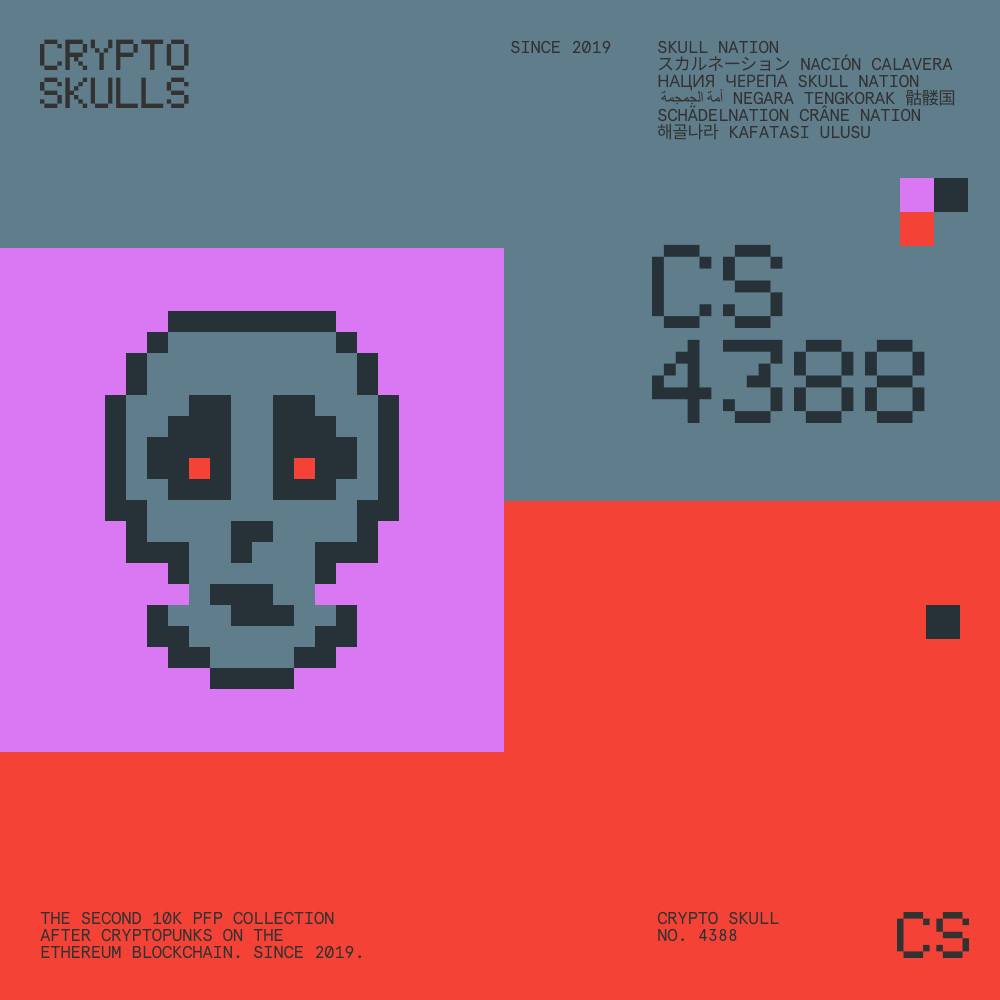 CRYPTO
SKULLS
SINCE 2019
SKULL NATION
スカルネーション NACIÓN CALAVERA
НАЦИЯ ЧЕРЕПА SKULL NATION
أمة الجمجمة NEGARA TENGKORAK 骷髅国
SCHÄDELNATION CRÂNE NATION
해골나라 KAFATASI ULUSU
CS
4388
THE SECOND 10K PFP COLLECTION
AFTER CRYPTOPUNKS ON THE
ETHEREUM BLOCKCHAIN. SINCE 2019.
CRYPTO SKULL
NO. 4388
CS